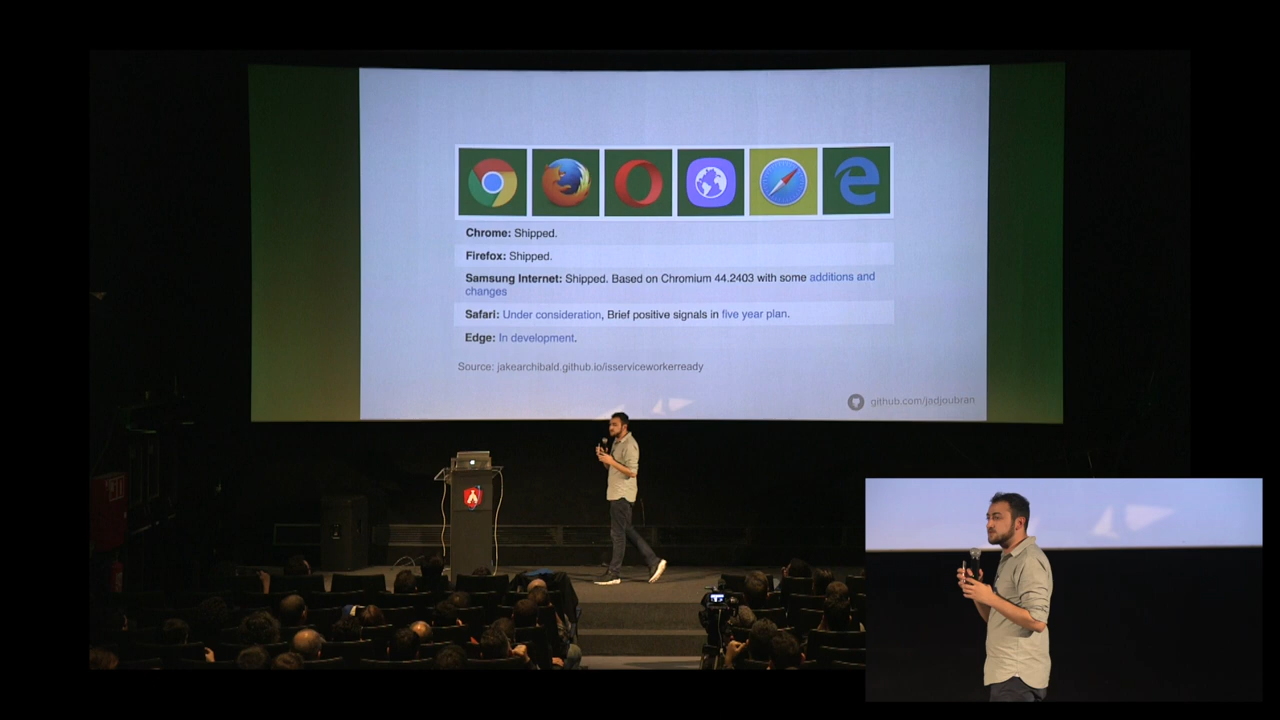 Chrome: Shipped.
Firefox: Shipped.
Samsung Internet: Shipped. Based on Chromium 44.2403 with some additions and
changes
Safari: Under consideration, Brief positive signals in five year plan.
Edge: In development.
Source: jakearchibald.github.io/isserviceworkerready
github.com/jadjoubran